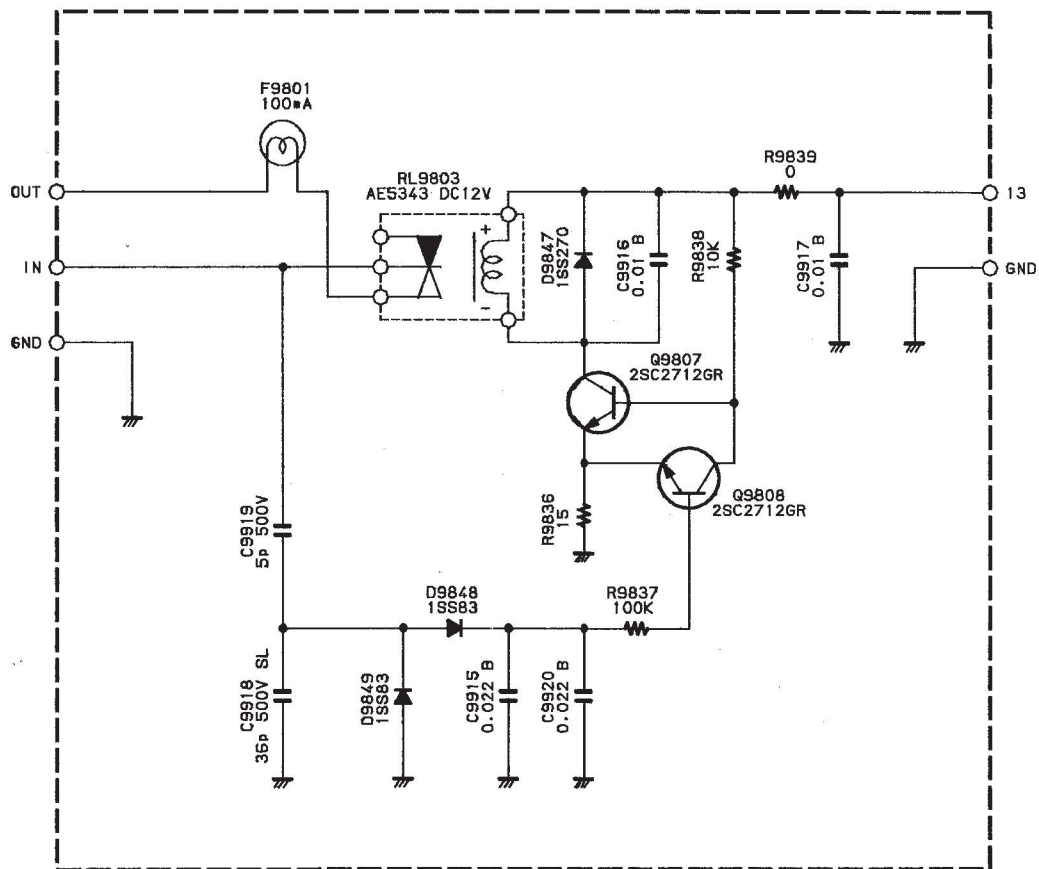 F9801
100mA
OUT
IN
GND
RL9803
AE5343 DC12V
+
-
D9847
1SS270
C9916
0.01 B
R9838
10K
R9839
0
C9917
0.01 B
13
GND
Q9807
2SC2712GR
Q9808
2SC2712GR
R9836
15
C9919
5p 500V
D9848
1SS83
R9837
100K
C9918
36p 500V SL
D9849
1SS83
C9915
0.022 B
C9920
0.022 B